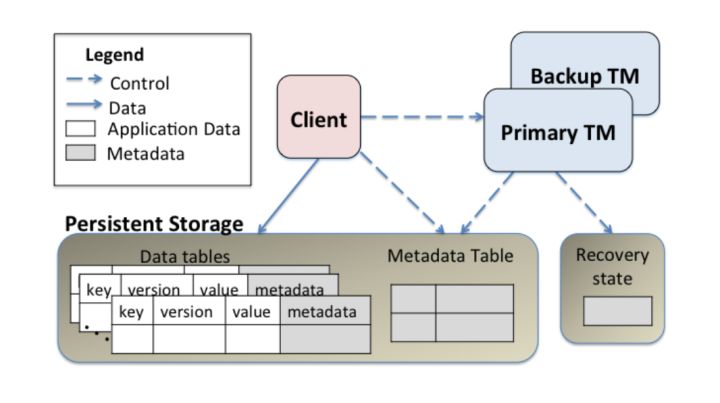 Legend
Control
Data
Application Data
Metadata
Client
Backup TM
Primary TM
Persistent Storage
Data tables
key version value metadata
key version value metadata
Metadata Table
Recovery
state